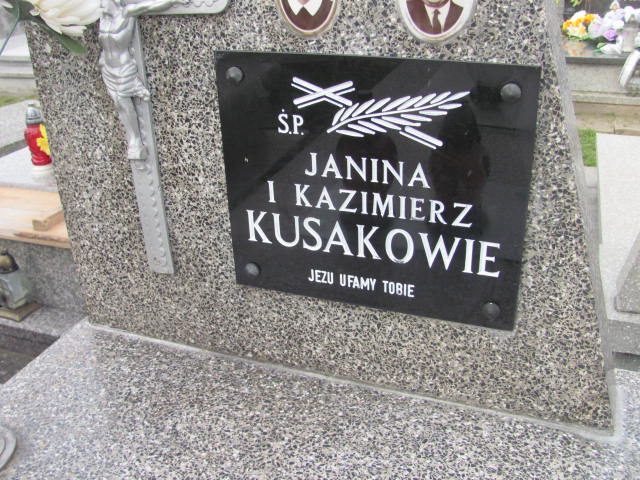 Ś.P.
JANINA
I KAZIMIERZ
KUSAKOWIE
JEZU UFAMY TOBIE